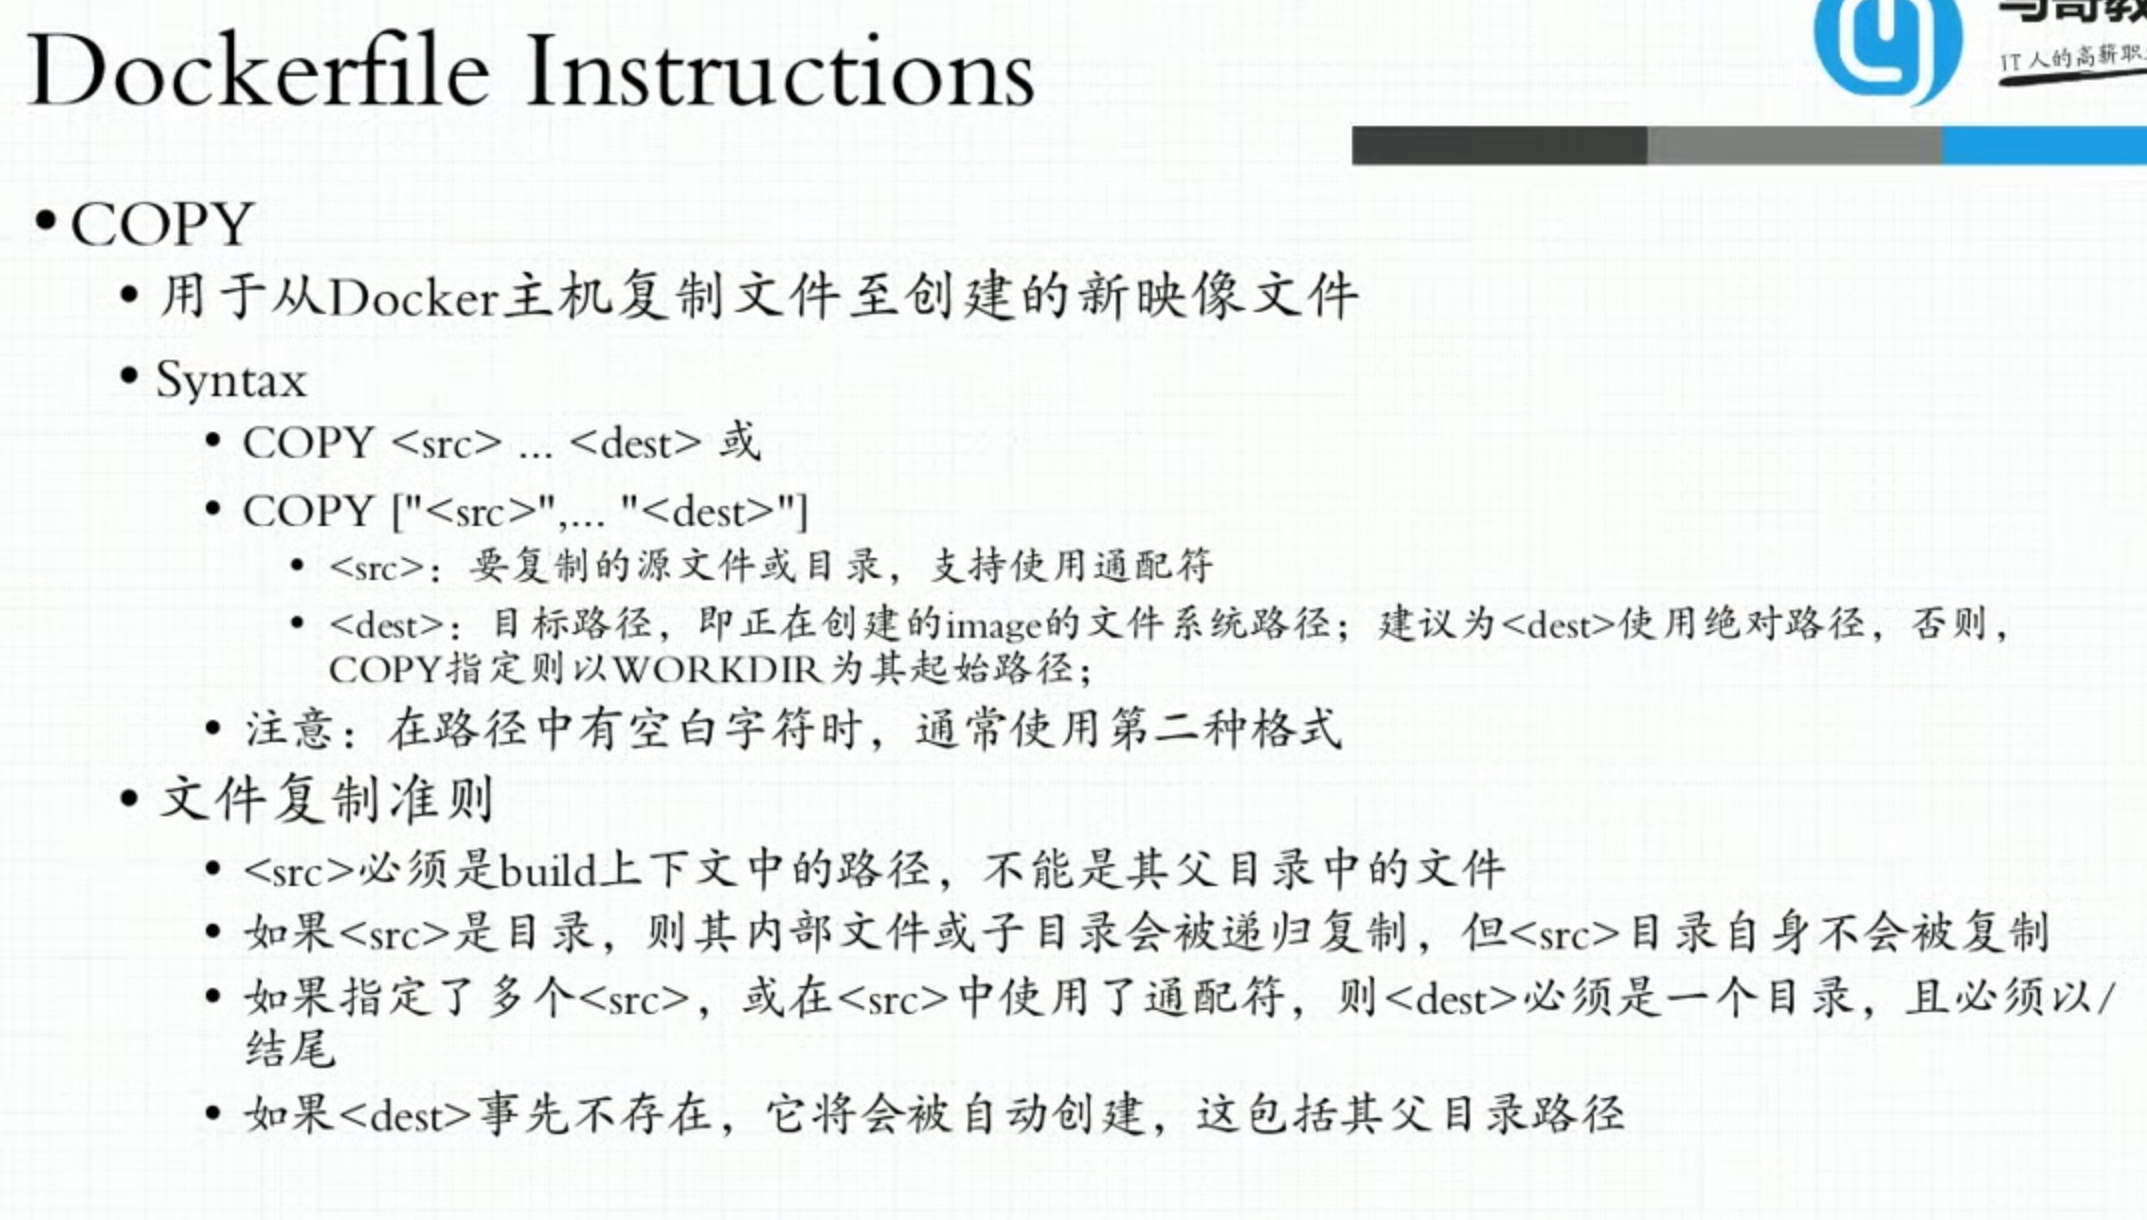 Dockerfile Instructions
IT人的高薪职
• COPY
• 用于从Docker主机复制文件至创建的新映像文件
• Syntax
• COPY <src> ... <dest> 或
• COPY ["<src>",... "<dest>"]
• <src>：要复制的源文件或目录，支持使用通配符
• <dest>：目标路径，即正在创建的image的文件系统路径；建议为<dest>使用绝对路径，否则，
COPY指定则以WORKDIR为其起始路径；
• 注意：在路径中有空白字符时，通常使用第二种格式
• 文件复制准则
• <src>必须是build上下文中的路径，不能是其父目录中的文件
• 如果<src>是目录，则其内部文件或子目录会被递归复制，但<src>目录自身不会被复制
• 如果指定了多个<src>，或在<src>中使用了通配符，则<dest>必须是一个目录，且必须以/
结尾
• 如果<dest>事先不存在，它将会被自动创建，这包括其父目录路径